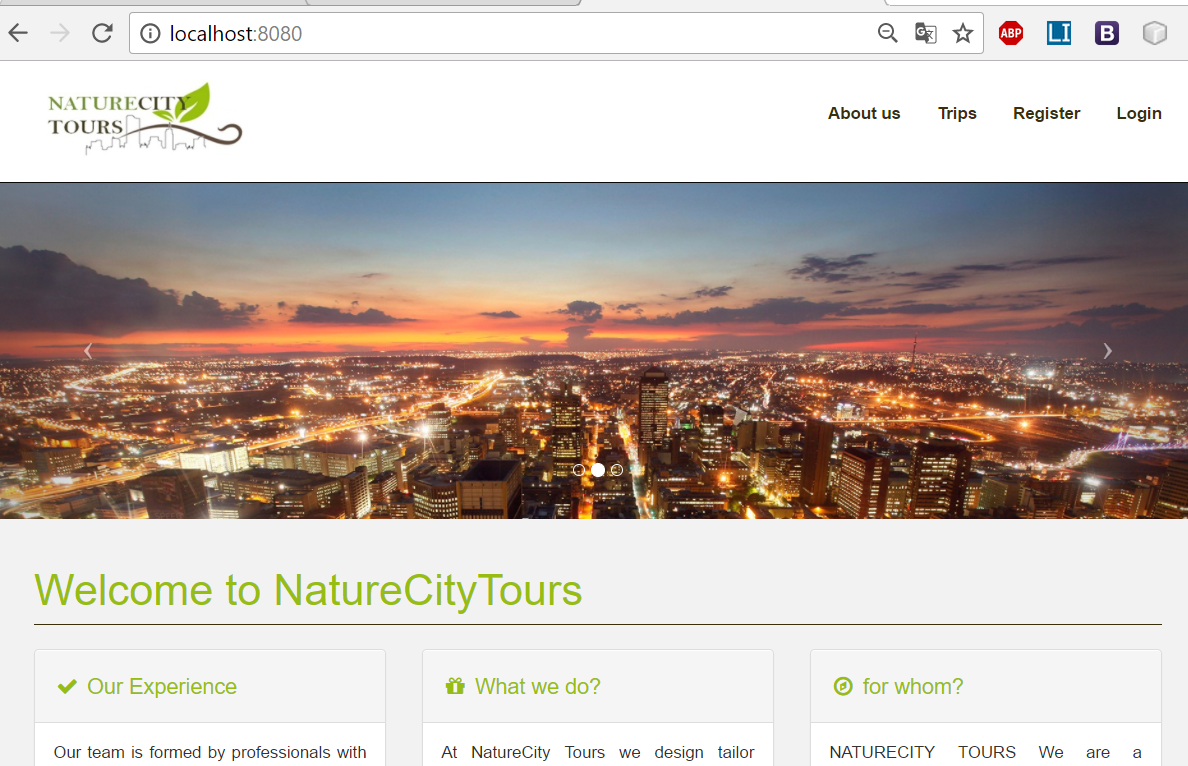 localhost:8080
ABP
LI
B
NATURECITY
TOURS
About us Trips Register Login
Welcome to NatureCityTours
Our Experience
What we do?
for whom?
Our team is formed by professionals with
At NatureCity Tours we design tailor
NATURECITY TOURS We are a